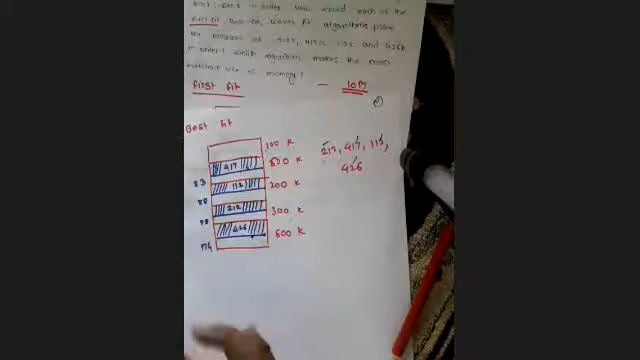 each of the
first fit, worst fit algorithms place
the processes of 212k, 417k, 112k and 426k
in order? which algorithm makes the most
efficient use of memory?
First Fit — 10M
Best fit
100 K
417 500 K
212, 417, 112,
426
83
112 200 K
88
212 300 K
88
426 600 K
174